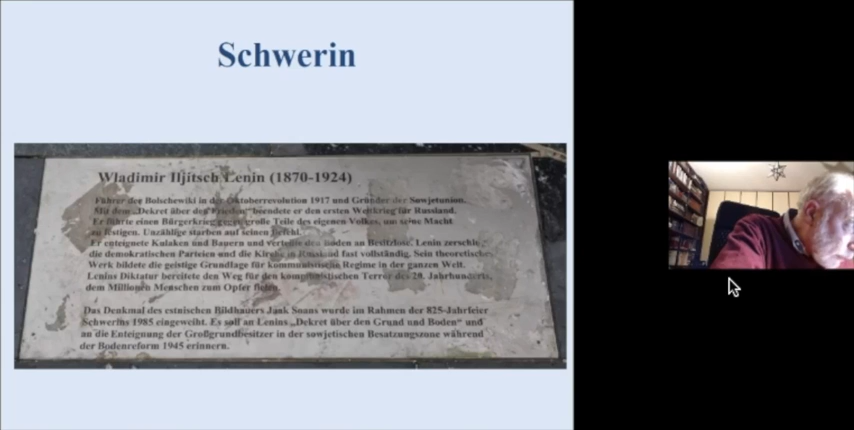 Schwerin
Wladimir Iljitsch Lenin (1870-1924)
Führer der Bolschewiki in der Oktoberrevolution 1917 und Gründer der Sowjetunion.
Mit dem „Dekret über den Frieden“ beendete er den ersten Weltkrieg für Russland.
Er führte einen Bürgerkrieg gegen große Teile des eigenen Volkes, um seine Macht
zu festigen. Unzählige starben auf seinen Befehl.
Er enteignete Kulaken und Bauern und verteilte den Boden an Besitzlose. Lenin zerschlug
die demokratischen Parteien und die Kirche in Russland fast vollständig. Sein theoretisches
Werk bildete die geistige Grundlage für kommunistische Regime in der ganzen Welt.
Lenins Diktatur bereitete den Weg für den kommunistischen Terror des 20. Jahrhunderts,
dem Millionen Menschen zum Opfer fielen.
Das Denkmal des estnischen Bildhauers Jaak Soans wurde im Rahmen der 825-Jahrfeier
Schwerins 1985 eingeweiht. Es soll an Lenins „Dekret über den Grund und Boden“ und
an die Enteignung der Großgrundbesitzer in der sowjetischen Besatzungszone während
der Bodenreform 1945 erinnern.